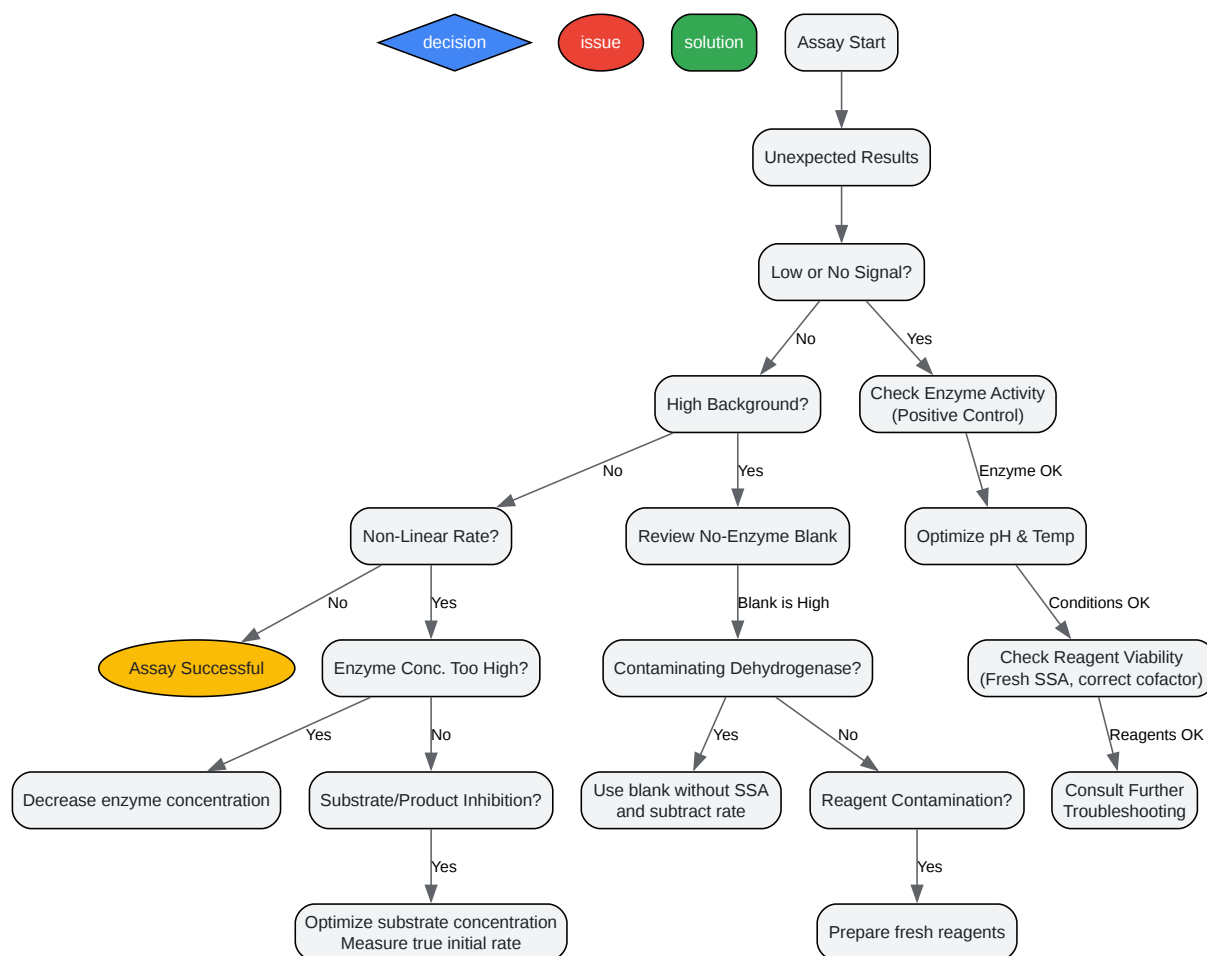 decision
issue
solution
Assay Start
Unexpected Results
Low or No Signal?
No
Yes
High Background?
Check Enzyme Activity
(Positive Control)
No
Yes
Enzyme OK
Non-Linear Rate?
Review No-Enzyme Blank
Optimize pH & Temp
No
Yes
Blank is High
Conditions OK
Assay Successful
Enzyme Conc. Too High?
Contaminating Dehydrogenase?
Check Reagent Viability
(Fresh SSA, correct cofactor)
Yes
No
Yes
No
Reagents OK
Decrease enzyme concentration
Substrate/Product Inhibition?
Use blank without SSA
and subtract rate
Reagent Contamination?
Consult Further
Troubleshooting
Yes
Yes
Optimize substrate concentration
Measure true initial rate
Prepare fresh reagents